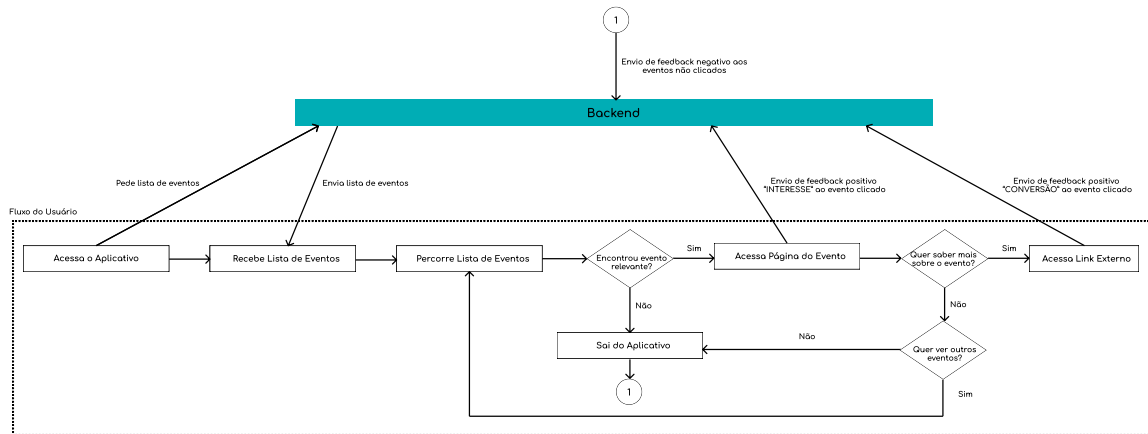 1
Envio de feedback negativo aos
eventos não clicados
Backend
Pede lista de eventos
Envia lista de eventos
Envio de feedback positivo
"INTERESSE" ao evento clicado
Envio de feedback positivo
"CONVERSÃO" ao evento clicado
Fluxo do Usuário
Acessa o Aplicativo
Recebe Lista de Eventos
Percorre Lista de Eventos
Encontrou evento
relevante?
Sim
Acessa Página do Evento
Quer saber mais
sobre o evento?
Sim
Acessa Link Externo
Não
Não
Sai do Aplicativo
Não
Quer ver outros
eventos?
1
Sim